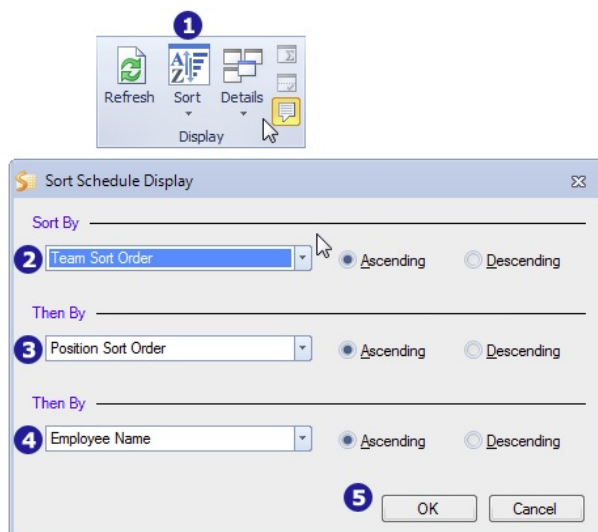 1
Refresh Sort Details
Display
Sort Schedule Display
Sort By
2 Team Sort Order Ascending Descending
Then By
3 Position Sort Order Ascending Descending
Then By
4 Employee Name Ascending Descending
5 OK Cancel